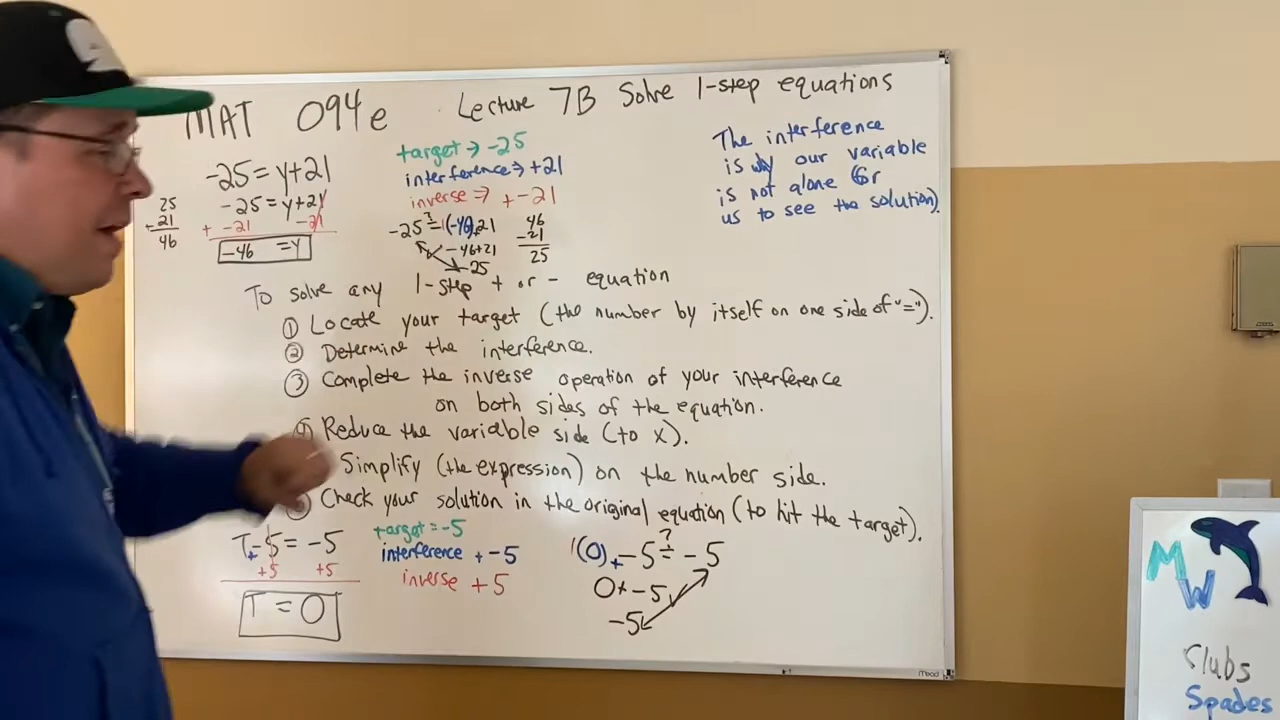 MAT 094e
Lecture 7B Solve 1-step equations
-25 = y+21
-25 = y+21
+ -21 -21
-46 = y
25
+21
46
target → -25
interference → +21
inverse → + -21
-25 ≟ 1(-46)+21
-46+21
-25
46
-21
25
The interference
is why our variable
is not alone (for
us to see the solution).
To solve any 1-step + or - equation
① Locate your target (the number by itself on one side of "=").
② Determine the interference.
③ Complete the inverse operation of your interference
on both sides of the equation.
④ Reduce the variable side (to x).
Simplify (the expression) on the number side.
Check your solution in the original equation (to hit the target).
T+-5 = -5
+5 +5
T = 0
target = -5
interference + -5
inverse +5
1(0)+-5 ≟ -5
0+-5
-5
MW
Clubs
Spades
Mead